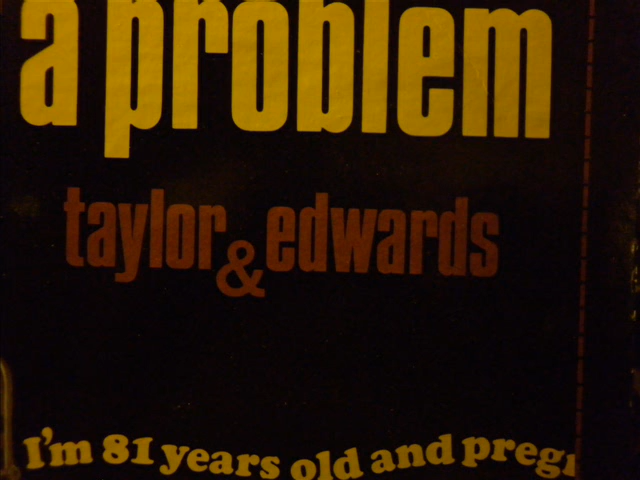 a problem
taylor & edwards
I'm 81 years old and